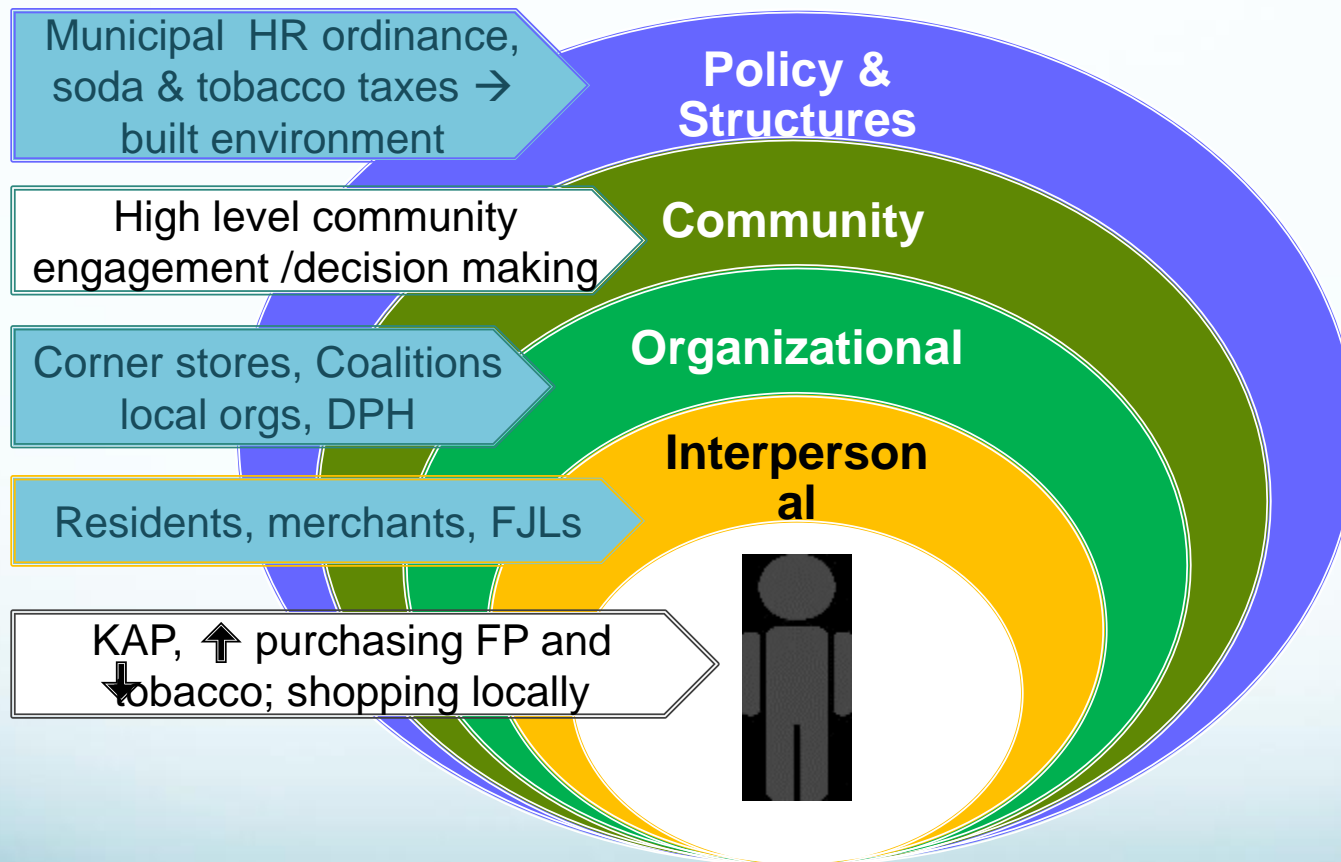 Municipal HR ordinance,
soda & tobacco taxes →
built environment
Policy &
Structures
High level community
engagement /decision making
Community
Corner stores, Coalitions
local orgs, DPH
Organizational
Residents, merchants, FJLs
Interperson
al
KAP, ⬆ purchasing FP and
⬇tobacco; shopping locally